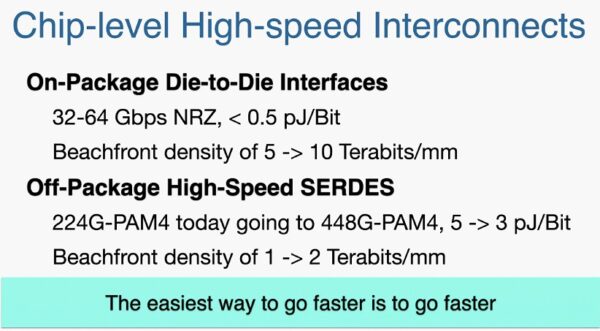 Chip-level High-speed Interconnects
On-Package Die-to-Die Interfaces
32-64 Gbps NRZ, < 0.5 pJ/Bit
Beachfront density of 5 -> 10 Terabits/mm
Off-Package High-Speed SERDES
224G-PAM4 today going to 448G-PAM4, 5 -> 3 pJ/Bit
Beachfront density of 1 -> 2 Terabits/mm
The easiest way to go faster is to go faster